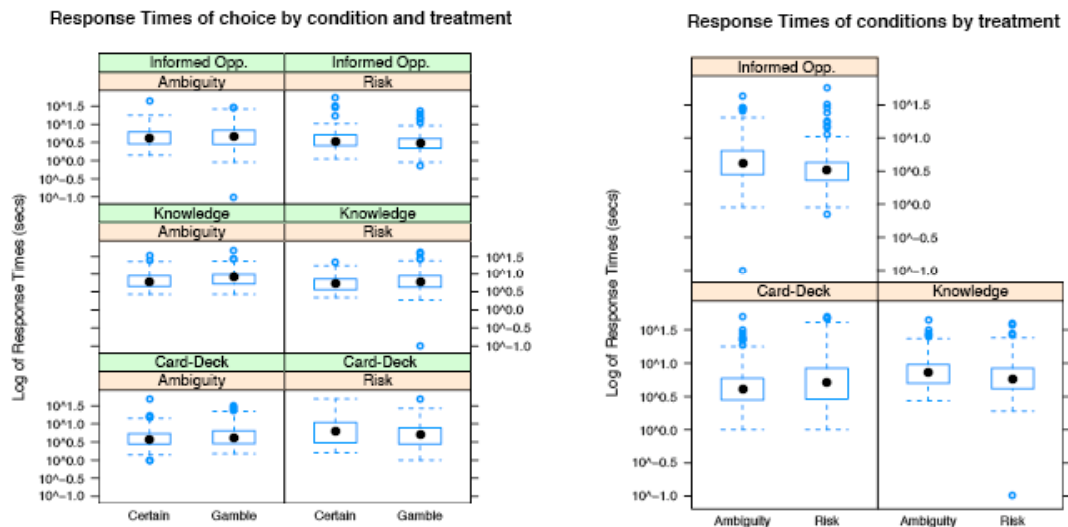 Response Times of choice by condition and treatment
Informed Opp. Informed Opp.
Ambiguity Risk
10^1.5
10^1.0
10^0.5
10^0.0
10^-0.5
10^-1.0
Knowledge Knowledge
Ambiguity Risk
10^1.5
10^1.0
10^0.5
10^0.0
10^-0.5
10^-1.0
Card-Deck Card-Deck
Ambiguity Risk
10^1.5
10^1.0
10^0.5
10^0.0
10^-0.5
10^-1.0
Certain Gamble Certain Gamble
Log of Response Times (secs)
Response Times of conditions by treatment
Informed Opp.
10^1.5
10^1.0
10^0.5
10^0.0
10^-0.5
10^-1.0
Card-Deck Knowledge
10^1.5
10^1.0
10^0.5
10^0.0
10^-0.5
10^-1.0
Ambiguity Risk Ambiguity Risk
Log of Response Times (secs)